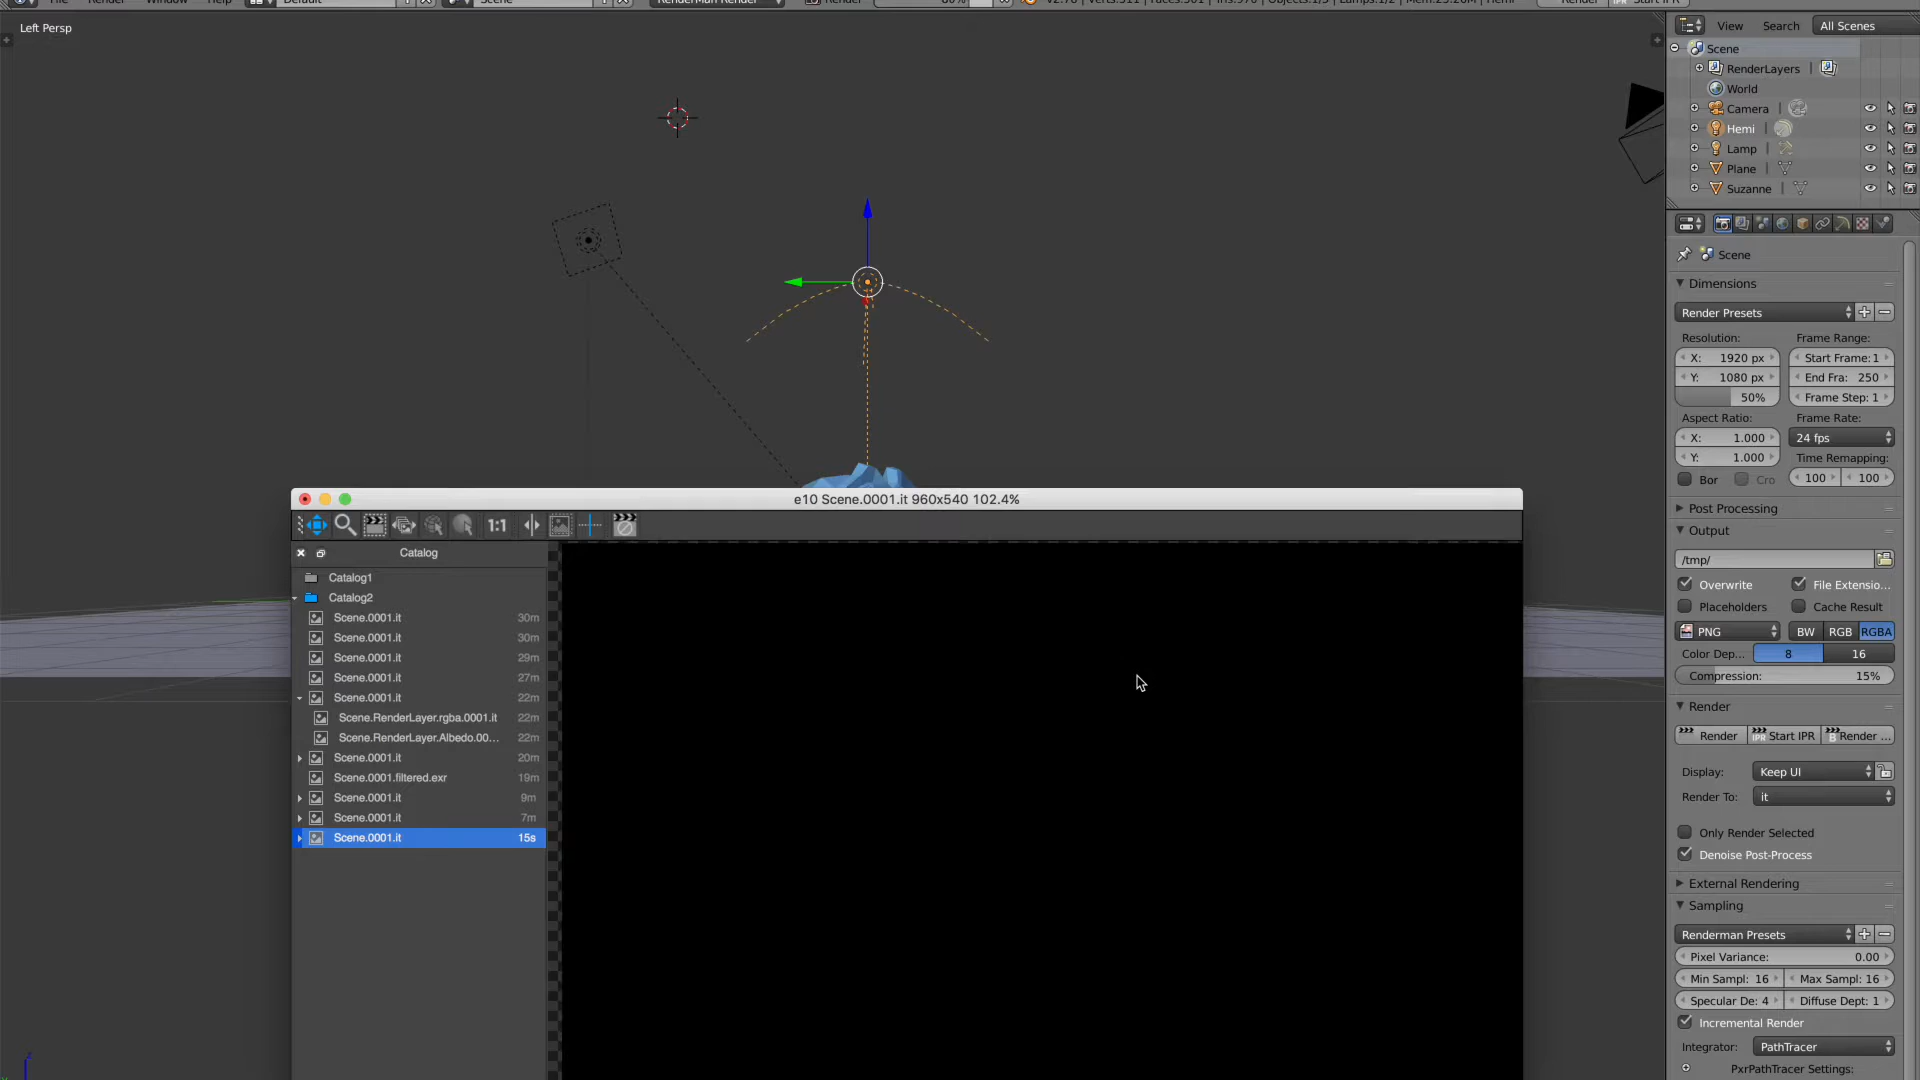 Left Persp
View Search All Scenes
Scene
RenderLayers
World
Camera
Hemi
Lamp
Plane
Suzanne
Scene
Dimensions
Render Presets
Resolution: Frame Range:
X: 1920 px Start Frame: 1
Y: 1080 px End Fra: 250
50% Frame Step: 1
Aspect Ratio: Frame Rate:
X: 1.000 24 fps
Y: 1.000 Time Remapping:
Bor Cro 100 100
Post Processing
Output
/tmp/
Overwrite File Extensio...
Placeholders Cache Result
PNG BW RGB RGBA
Color Dep... 8 16
Compression: 15%
Render
Render Start IPR Render ...
Display: Keep UI
Render To: it
Only Render Selected
Denoise Post-Process
External Rendering
Sampling
Renderman Presets
Pixel Variance: 0.00
Min Sampl: 16 Max Sampl: 16
Specular De: 4 Diffuse Dept: 1
Incremental Render
Integrator: PathTracer
PxrPathTracer Settings:
e10 Scene.0001.it 960x540 102.4%
1:1
Catalog
Catalog1
Catalog2
Scene.0001.it 30m
Scene.0001.it 30m
Scene.0001.it 29m
Scene.0001.it 27m
Scene.0001.it 22m
Scene.RenderLayer.rgba.0001.it 22m
Scene.RenderLayer.Albedo.00... 22m
Scene.0001.it 20m
Scene.0001.filtered.exr 19m
Scene.0001.it 9m
Scene.0001.it 7m
Scene.0001.it 15s